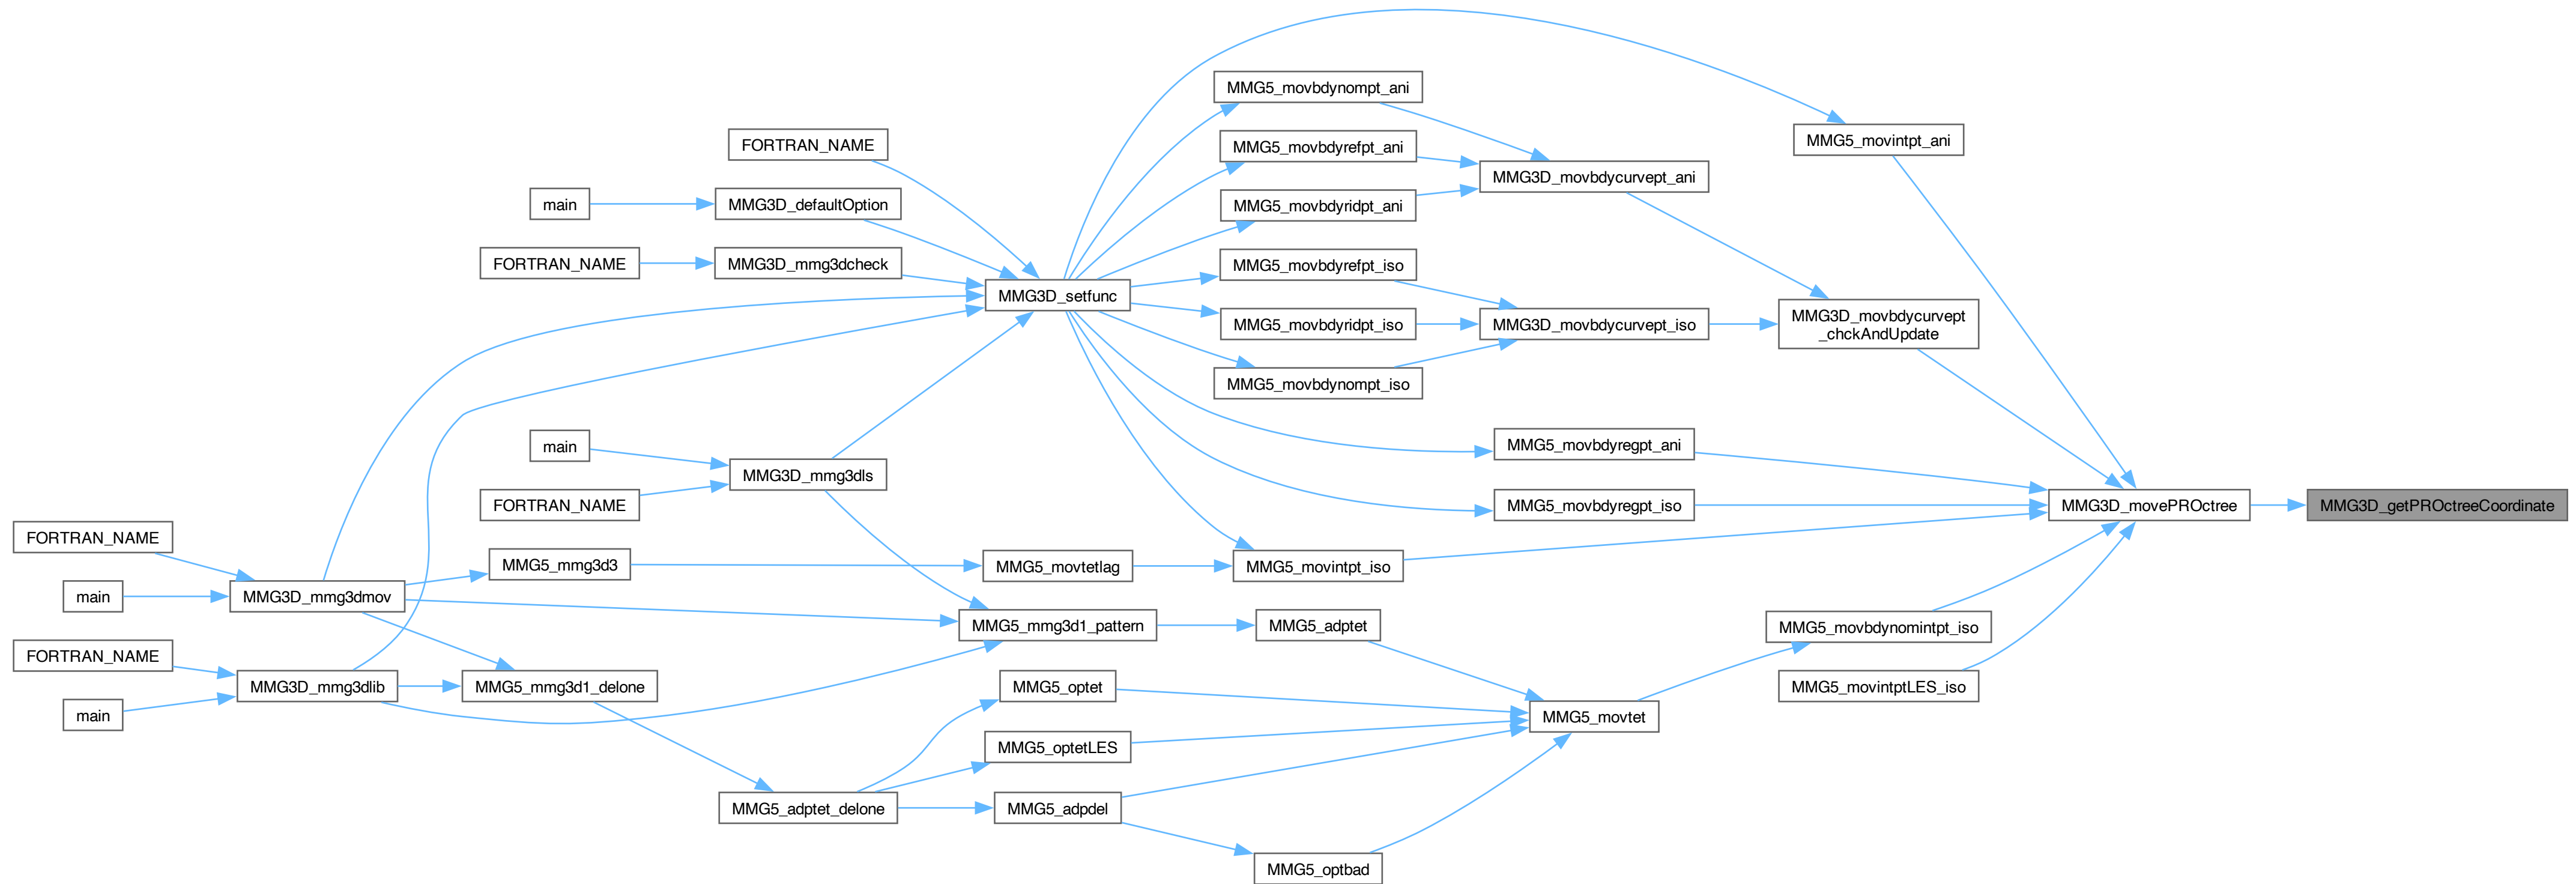 MMG5_movbdynompt_ani
FORTRAN_NAME
MMG5_movintpt_ani
MMG5_movbdyrefpt_ani
MMG3D_movbdycurvept_ani
main
MMG3D_defaultOption
MMG5_movbdyridpt_ani
FORTRAN_NAME
MMG3D_mmg3dcheck
MMG5_movbdyrefpt_iso
MMG3D_setfunc
MMG5_movbdyridpt_iso
MMG3D_movbdycurvept_iso
MMG3D_movbdycurvept
_chckAndUpdate
MMG5_movbdynompt_iso
main
MMG5_movbdyregpt_ani
MMG3D_mmg3dls
FORTRAN_NAME
MMG5_movbdyregpt_iso
MMG3D_movePROctree
MMG3D_getPROctreeCoordinate
FORTRAN_NAME
MMG5_mmg3d3
MMG5_movtetlag
MMG5_movintpt_iso
main
MMG3D_mmg3dmov
MMG5_mmg3d1_pattern
MMG5_adptet
MMG5_movbdynomintpt_iso
FORTRAN_NAME
MMG3D_mmg3dlib
MMG5_mmg3d1_delone
MMG5_optet
MMG5_movintptLES_iso
main
MMG5_movtet
MMG5_optetLES
MMG5_adptet_delone
MMG5_adpdel
MMG5_optbad